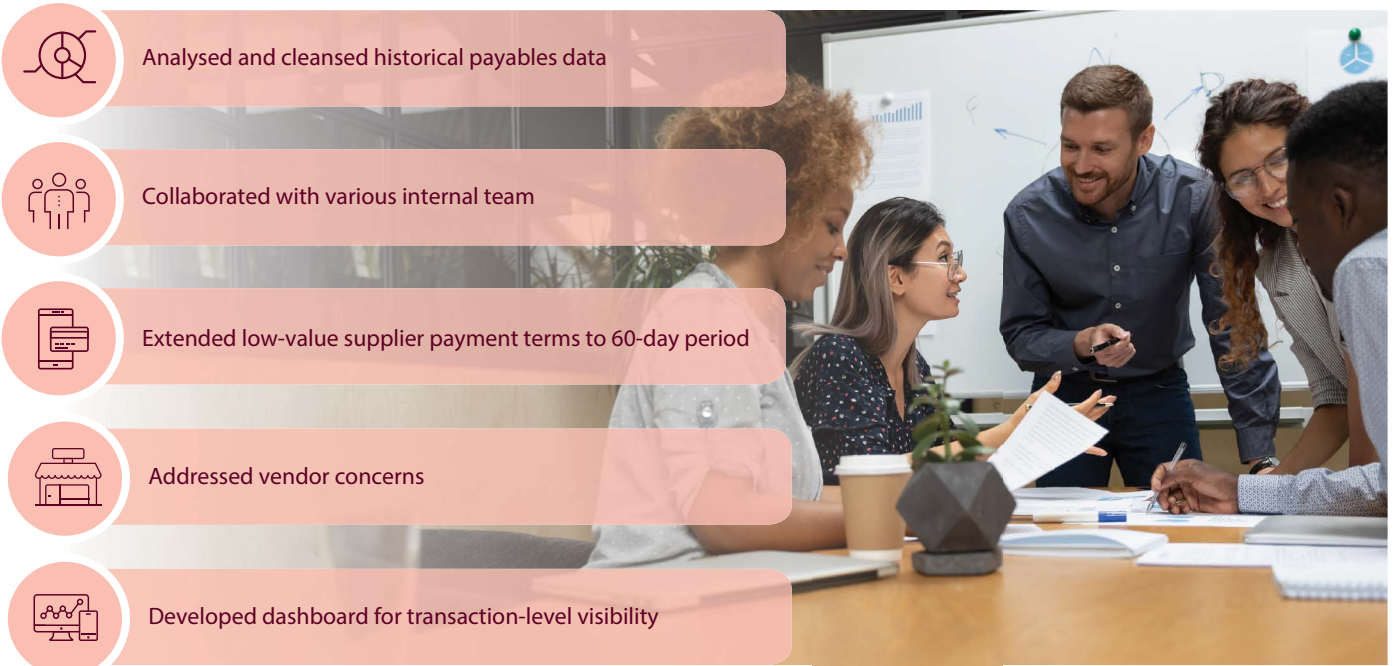 Analysed and cleansed historical payables data
Collaborated with various internal team
Extended low-value supplier payment terms to 60-day period
Addressed vendor concerns
Developed dashboard for transaction-level visibility